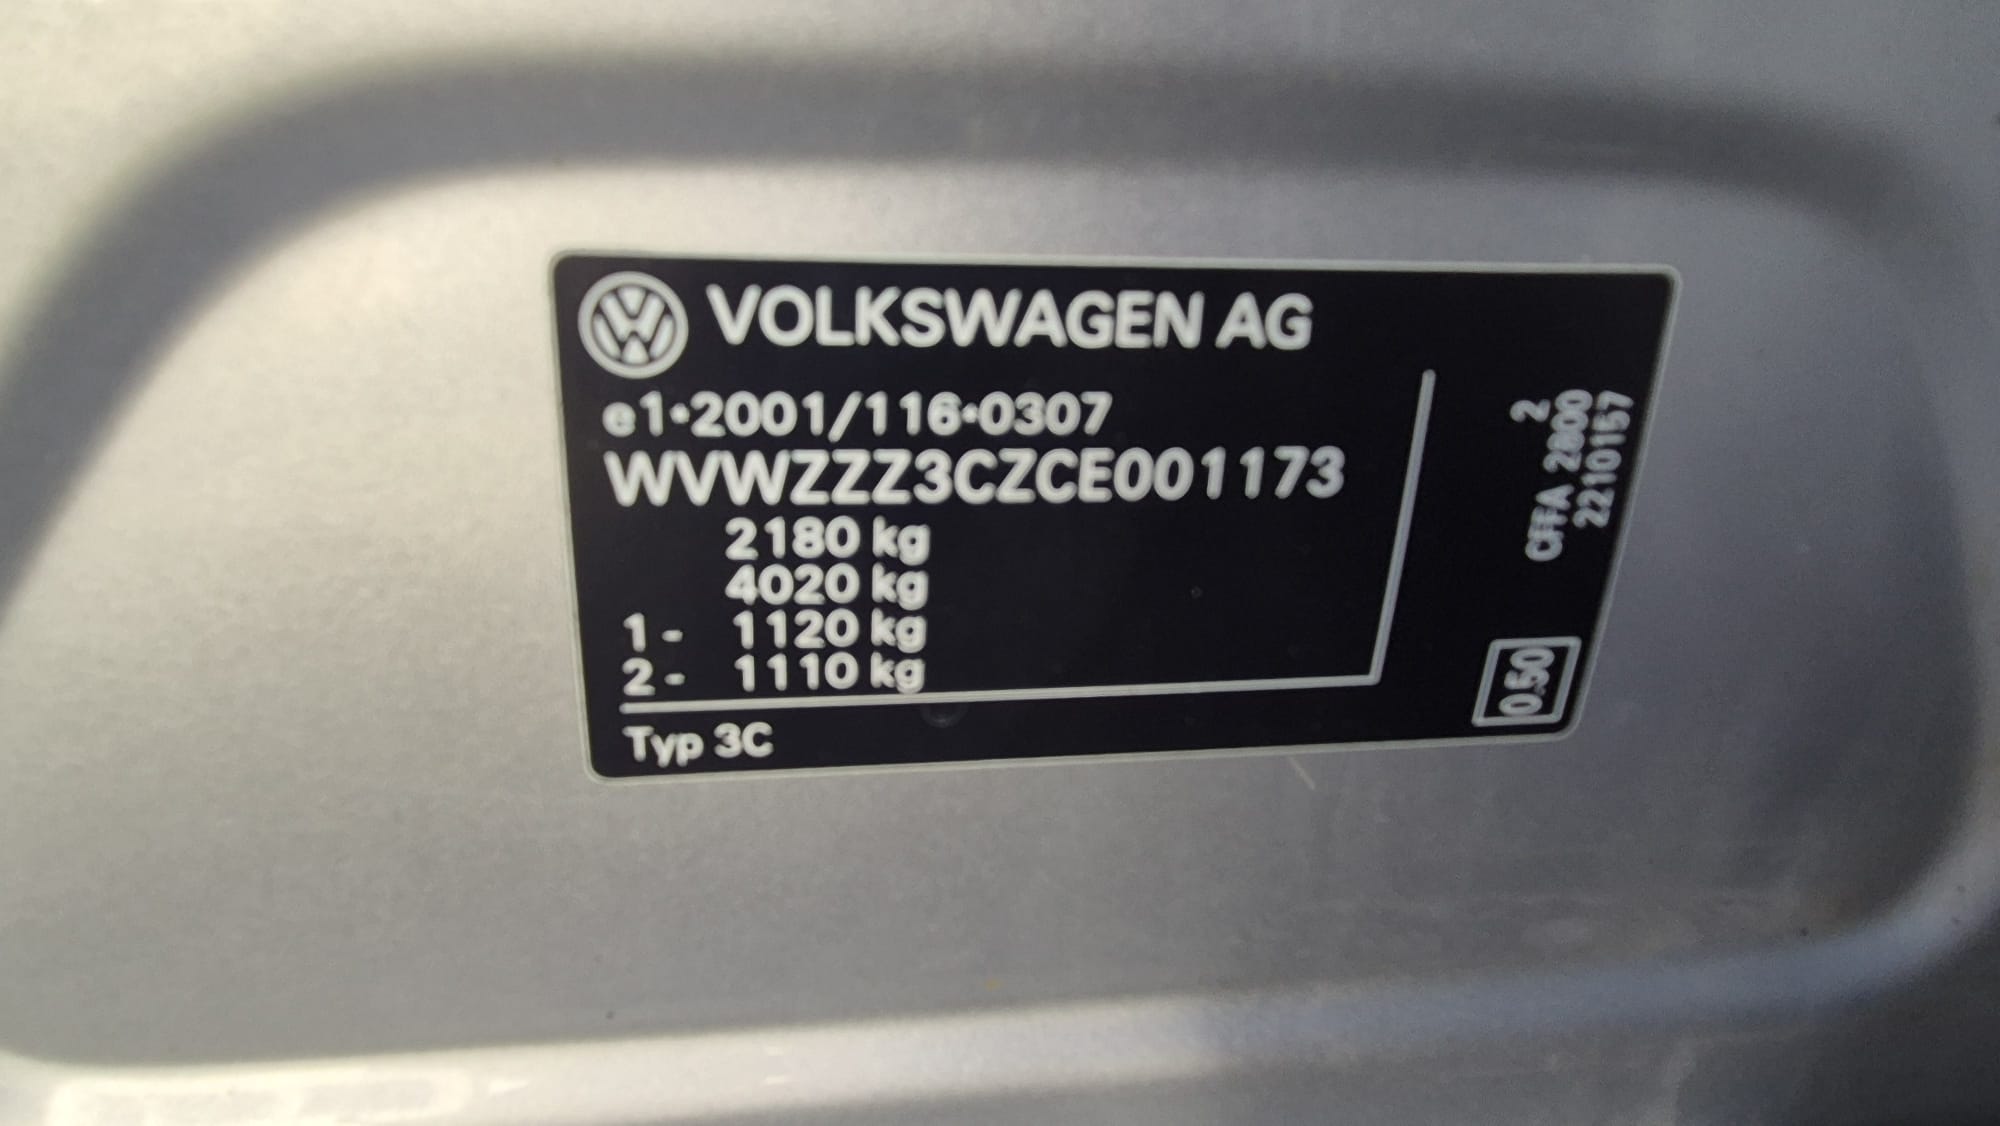 VOLKSWAGEN AG
e1*2001/116*0307
WVWZZZ3CZCE001173
2180 kg
4020 kg
1- 1120 kg
2- 1110 kg
Typ 3C
2
CFFA 2800
2210157
0.50